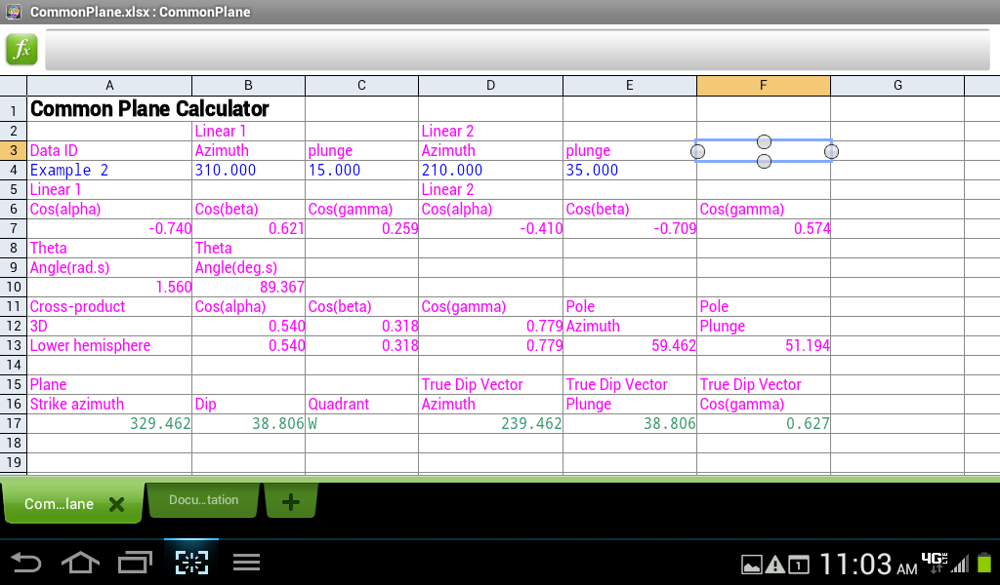 CommonPlane.xlsx : CommonPlane
fx
A B C D E F G
1 Common Plane Calculator
2 Linear 1 Linear 2
3 Data ID Azimuth plunge Azimuth plunge
4 Example 2 310.000 15.000 210.000 35.000
5 Linear 1 Linear 2
6 Cos(alpha) Cos(beta) Cos(gamma) Cos(alpha) Cos(beta) Cos(gamma)
7 -0.740 0.621 0.259 -0.410 -0.709 0.574
8 Theta Theta
9 Angle(rad.s) Angle(deg.s)
10 1.560 89.367
11 Cross-product Cos(alpha) Cos(beta) Cos(gamma) Pole Pole
12 3D 0.540 0.318 0.779 Azimuth Plunge
13 Lower hemisphere 0.540 0.318 0.779 59.462 51.194
14
15 Plane True Dip Vector True Dip Vector True Dip Vector
16 Strike azimuth Dip Quadrant Azimuth Plunge Cos(gamma)
17 329.462 38.806 W 239.462 38.806 0.627
18
19
Com...lane Docu...tation
1 11:03 AM 4G LTE